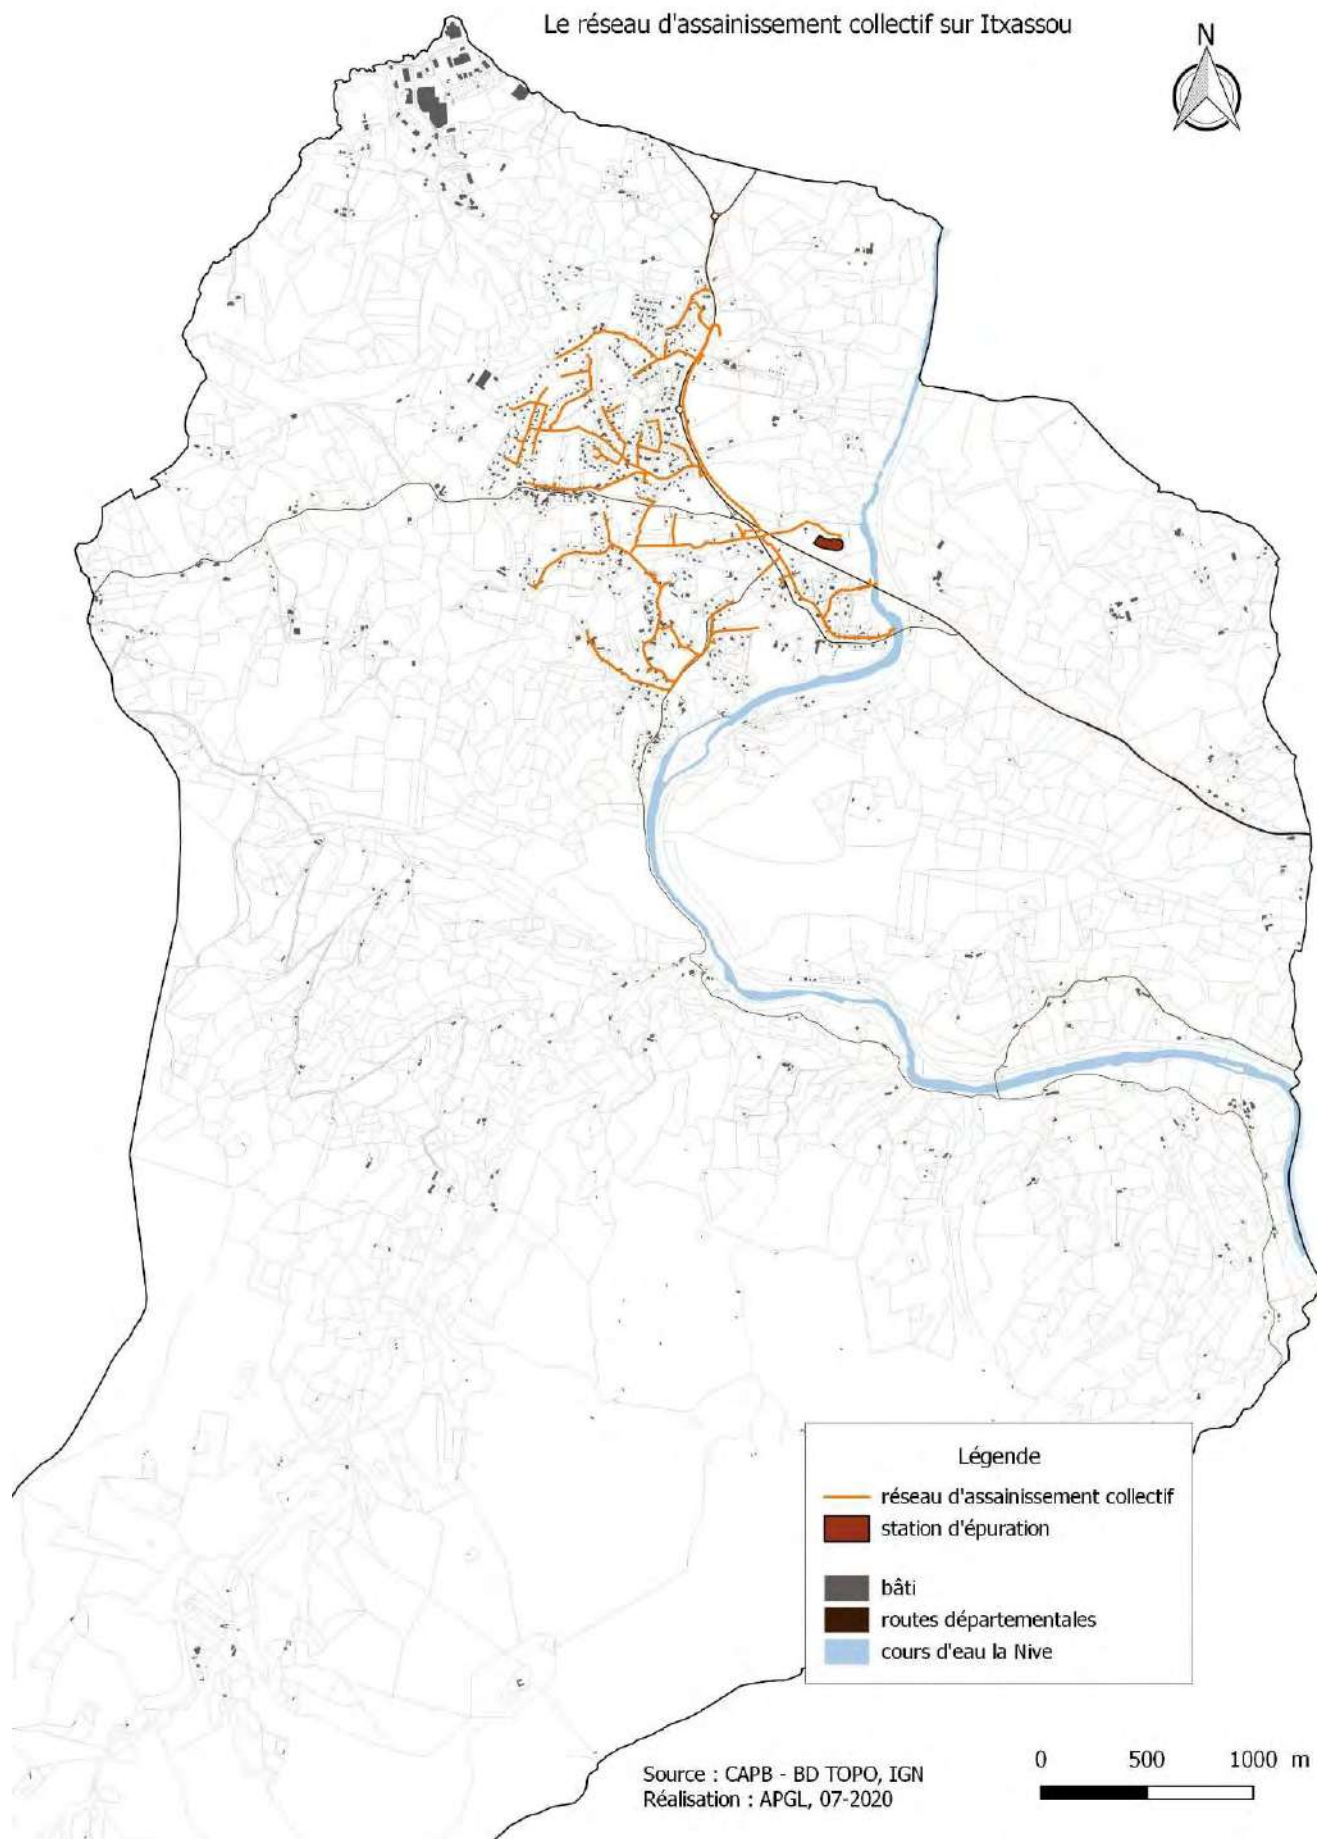 Le réseau d'assainissement collectif sur Itxassou
N
Légende
réseau d'assainissement collectif
station d'épuration
bâti
routes départementales
cours d'eau la Nive
Source : CAPB - BD TOPO, IGN
Réalisation : APGL, 07-2020
0 500 1000 m